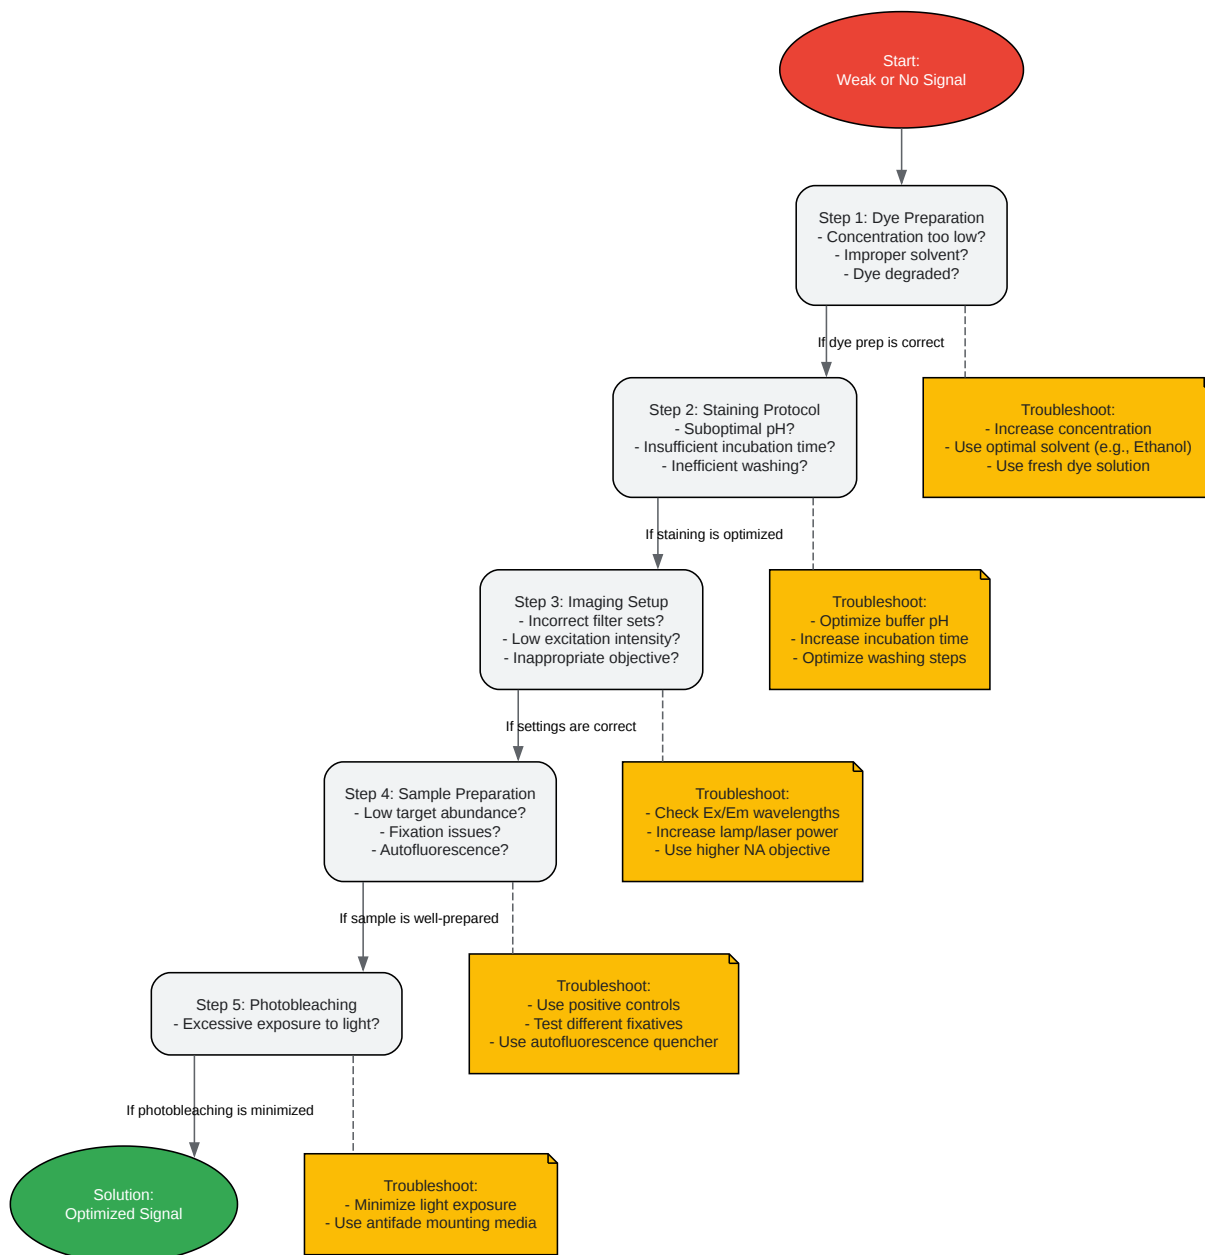 Start:
Weak or No Signal
Step 1: Dye Preparation
- Concentration too low?
- Improper solvent?
- Dye degraded?
If dye prep is correct
Step 2: Staining Protocol
- Suboptimal pH?
- Insufficient incubation time?
- Inefficient washing?
Troubleshoot:
- Increase concentration
- Use optimal solvent (e.g., Ethanol)
- Use fresh dye solution
If staining is optimized
Step 3: Imaging Setup
- Incorrect filter sets?
- Low excitation intensity?
- Inappropriate objective?
Troubleshoot:
- Optimize buffer pH
- Increase incubation time
- Optimize washing steps
If settings are correct
Step 4: Sample Preparation
- Low target abundance?
- Fixation issues?
- Autofluorescence?
Troubleshoot:
- Check Ex/Em wavelengths
- Increase lamp/laser power
- Use higher NA objective
If sample is well-prepared
Step 5: Photobleaching
- Excessive exposure to light?
Troubleshoot:
- Use positive controls
- Test different fixatives
- Use autofluorescence quencher
If photobleaching is minimized
Solution:
Optimized Signal
Troubleshoot:
- Minimize light exposure
- Use antifade mounting media